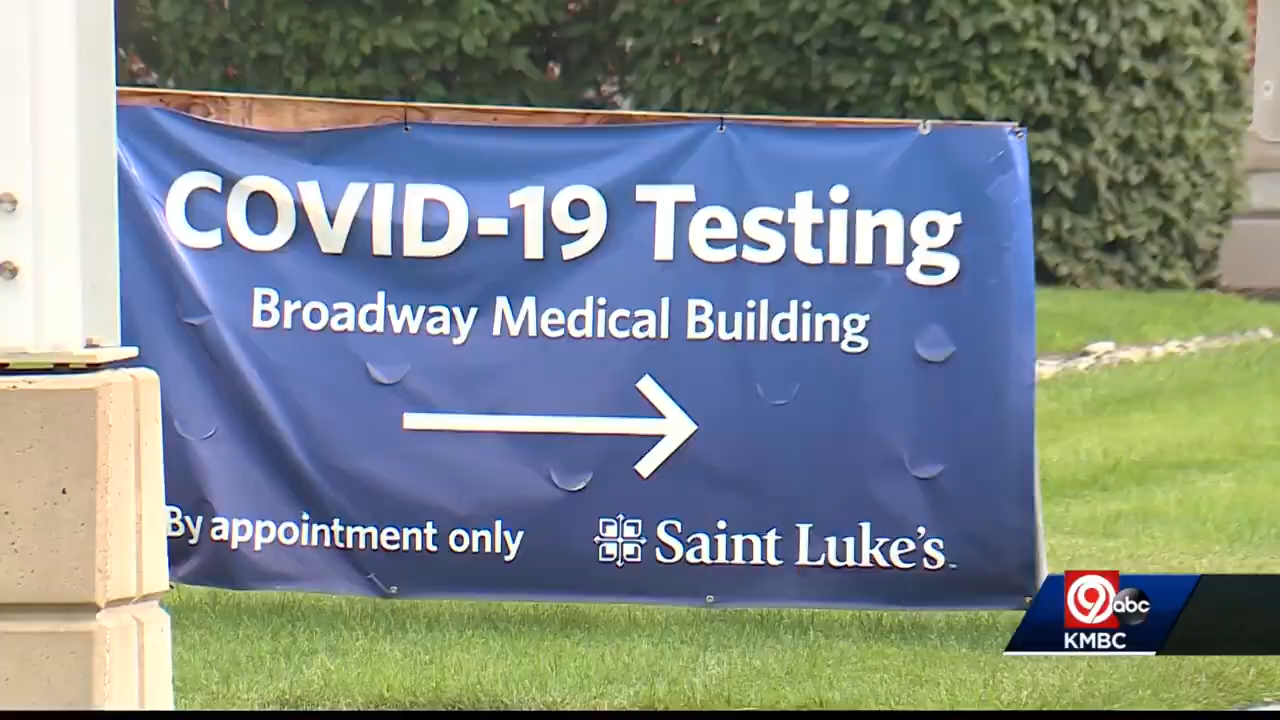 COVID-19 Testing
Broadway Medical Building
By appointment only
Saint Luke's
9 abc
KMBC